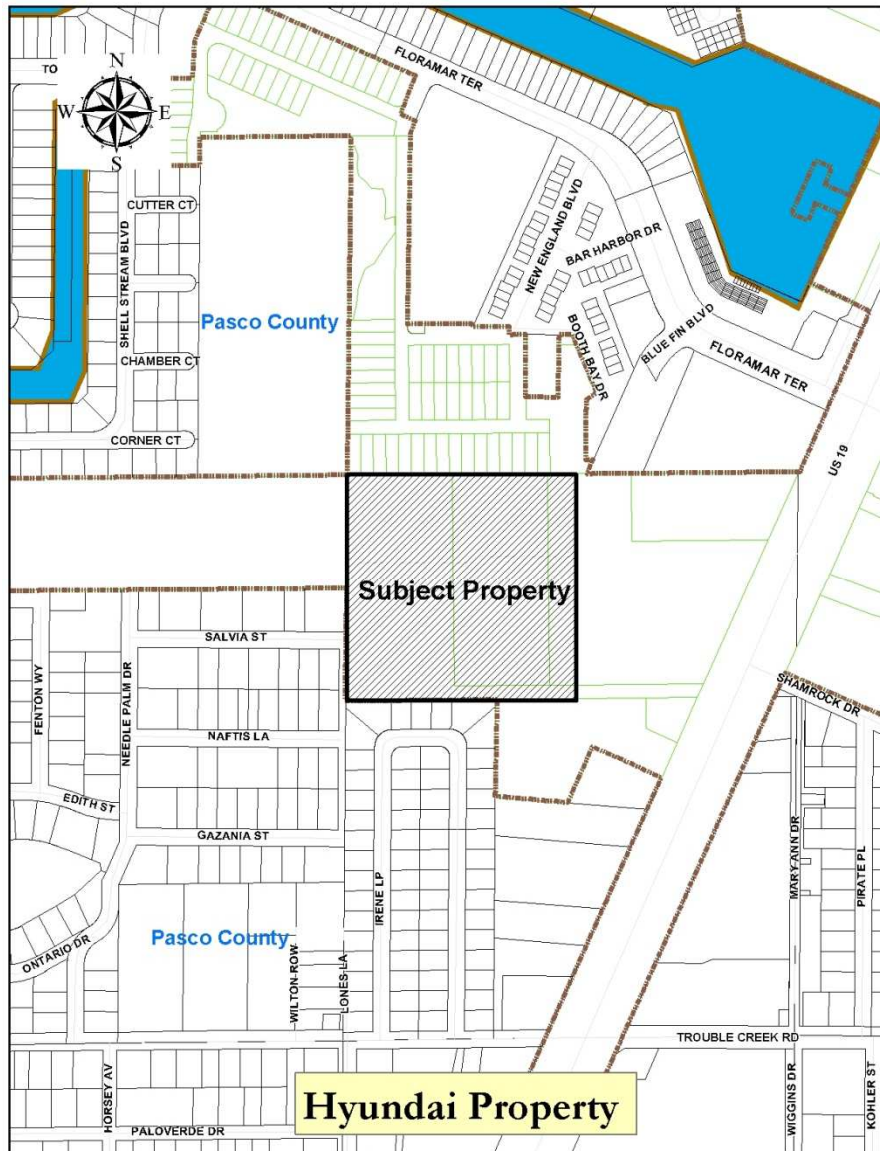 TO
N
W
E
S
FLORAMAR TER
CUTTER CT
SHELL STREAM BLVD
NEW ENGLAND BLVD
BAR HARBOR DR
Pasco County
BLUE FIN BLVD
BOOTH BAY DR
FLORAMAR TER
CHAMBER CT
CORNER CT
US 19
Subject Property
SALVIA ST
FENTON WY
NEEDLE PALM DR
SHAMROCK DR
NAFTIS LA
EDITH ST
GAZANIA ST
MARY ANN DR
PIRATE PL
IRENE LP
Pasco County
ONTARIO DR
WILTON ROW
LONES LA
TROUBLE CREEK RD
HORSEY AV
Hyundai Property
WIGGINS DR
KOHLER ST
PALOVERDE DR